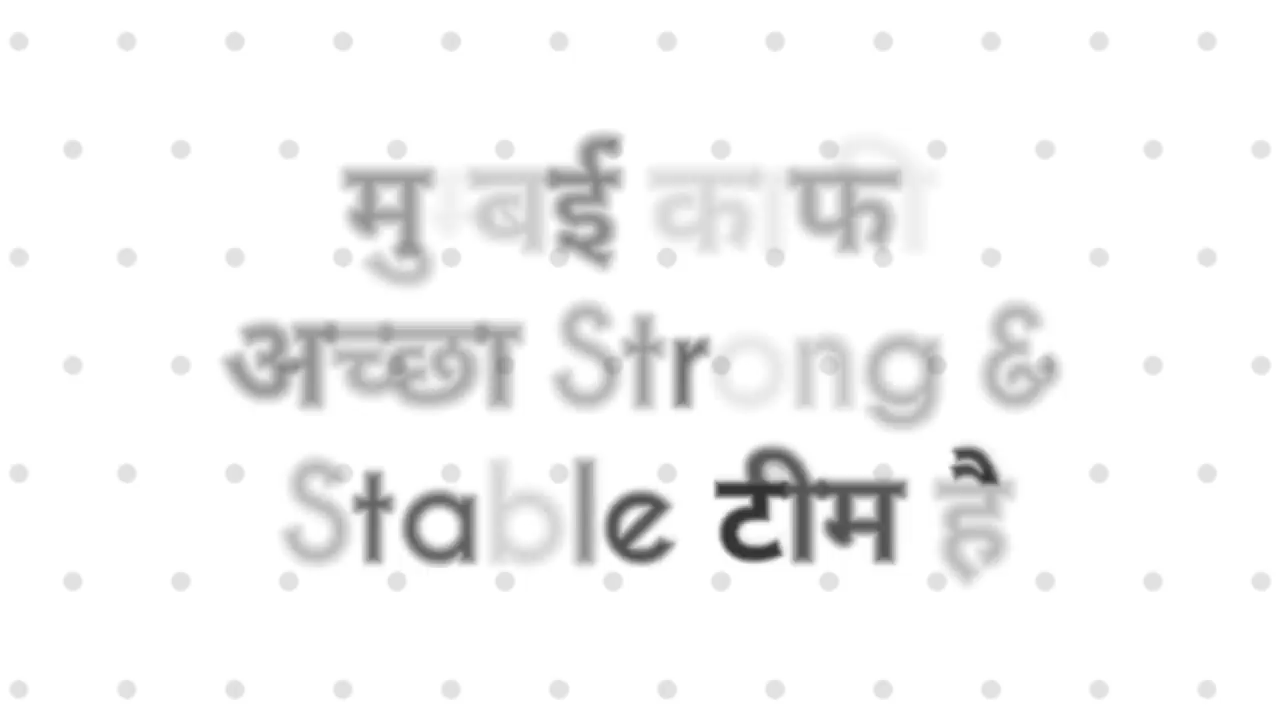 मुंबई काफी
अच्छा Strong &
Stable टीम है